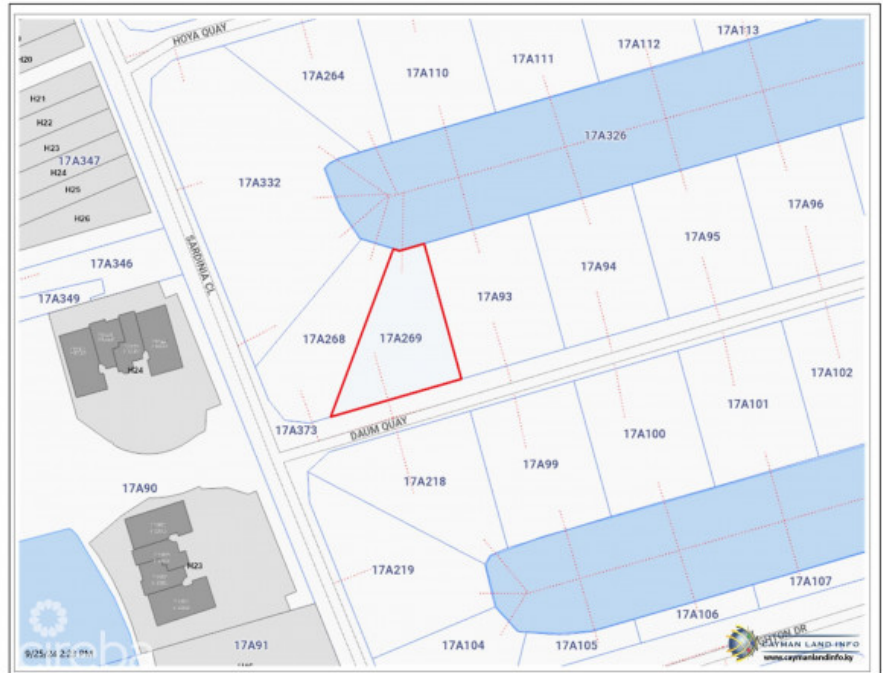 HOYA QUAY
17A113
17A112
17A111
17A110
17A264
H20
H21
H22
H23
17A347
H24
H25
H26
17A332
17A326
17A96
17A95
17A94
17A93
SARDINIA CL
17A346
17A349
17A268
17A269
H24
17A102
17A101
17A100
17A99
17A373
DAUM QUAY
17A218
17A90
H23
17A219
17A107
17A106
17A105
17A104
17A91
ciréba
CAYMAN LAND INFO
www.caymanlandinfo.ky